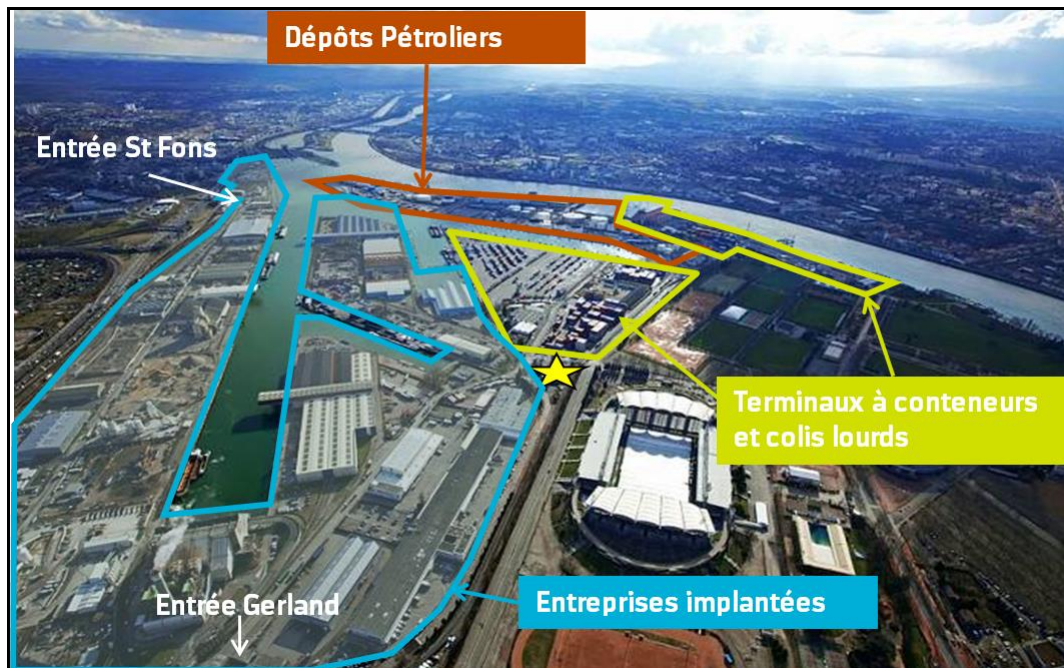 Dépôts Pétroliers
Entrée St Fons
Terminaux à conteneurs
et colis lourds
Entreprises implantées
Entrée Gerland